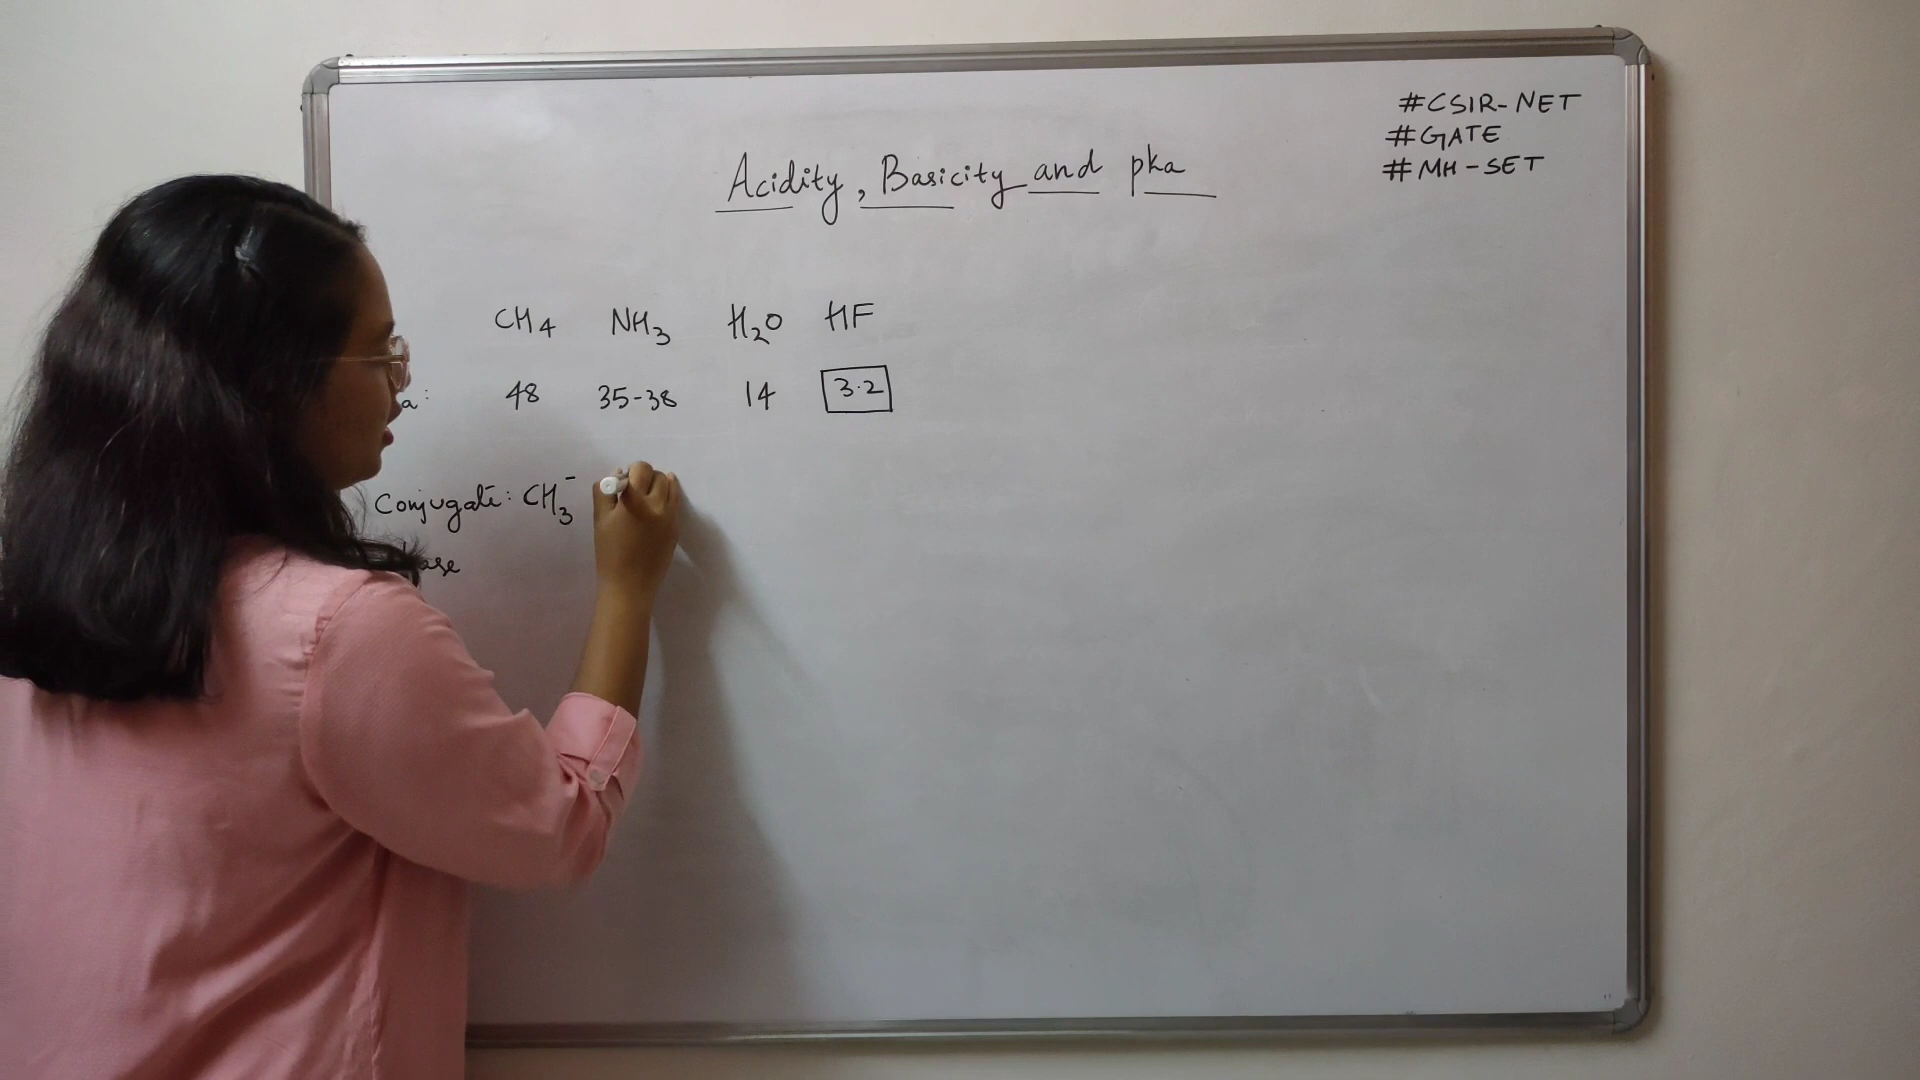 #CSIR-NET
#GATE
#MH-SET
Acidity, Basicity and pka
CH₄ NH₃ H₂O HF
a: 48 35-38 14 3.2
Conjugate: CH₃⁻
base